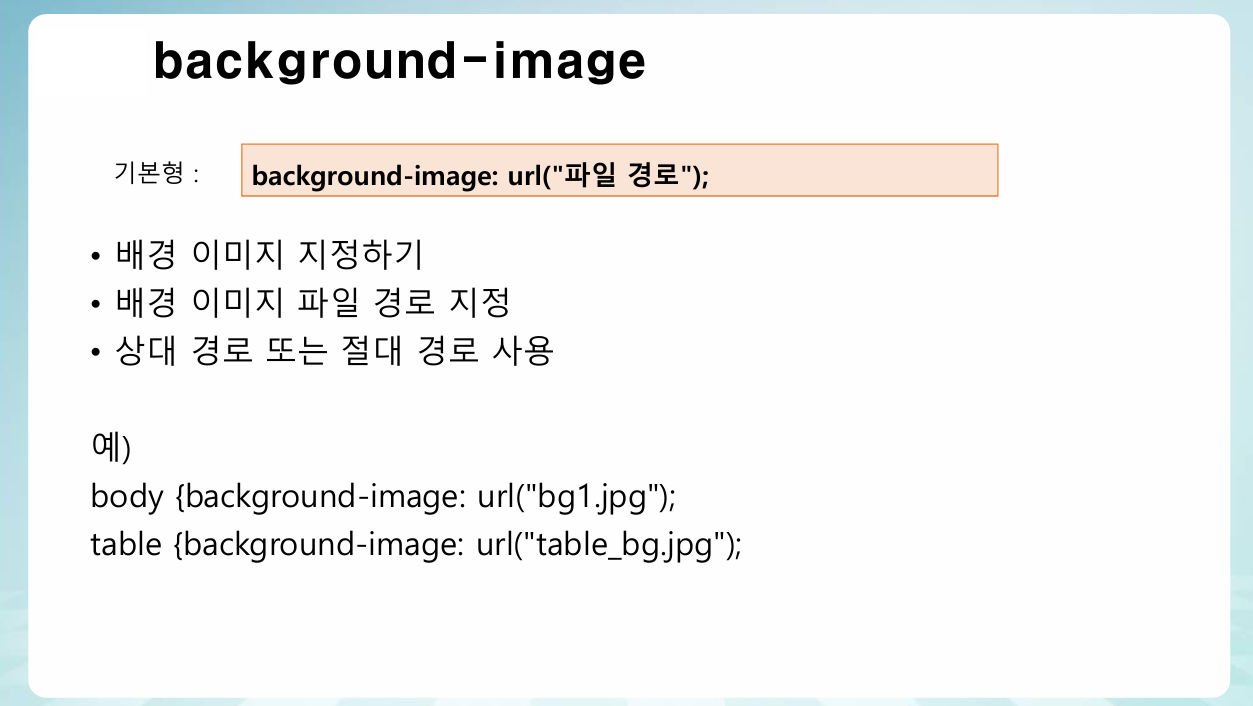 background-image
기본형 : background-image: url("파일 경로");
• 배경 이미지 지정하기
• 배경 이미지 파일 경로 지정
• 상대 경로 또는 절대 경로 사용
예)
body {background-image: url("bg1.jpg");
table {background-image: url("table_bg.jpg");